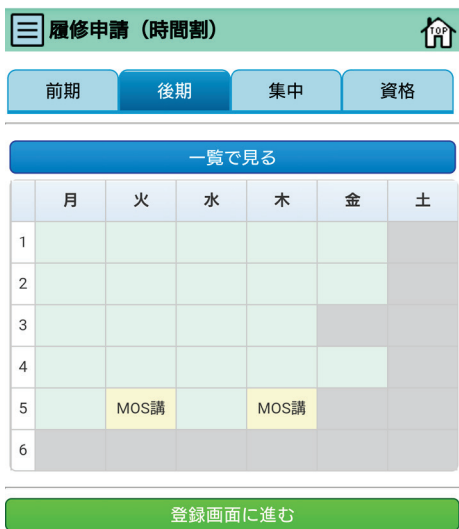 履修申請（時間割）
TOP
前期 後期 集中 資格
一覧で見る
月 火 水 木 金 土
1
2
3
4
5 MOS講 MOS講
6
登録画面に進む